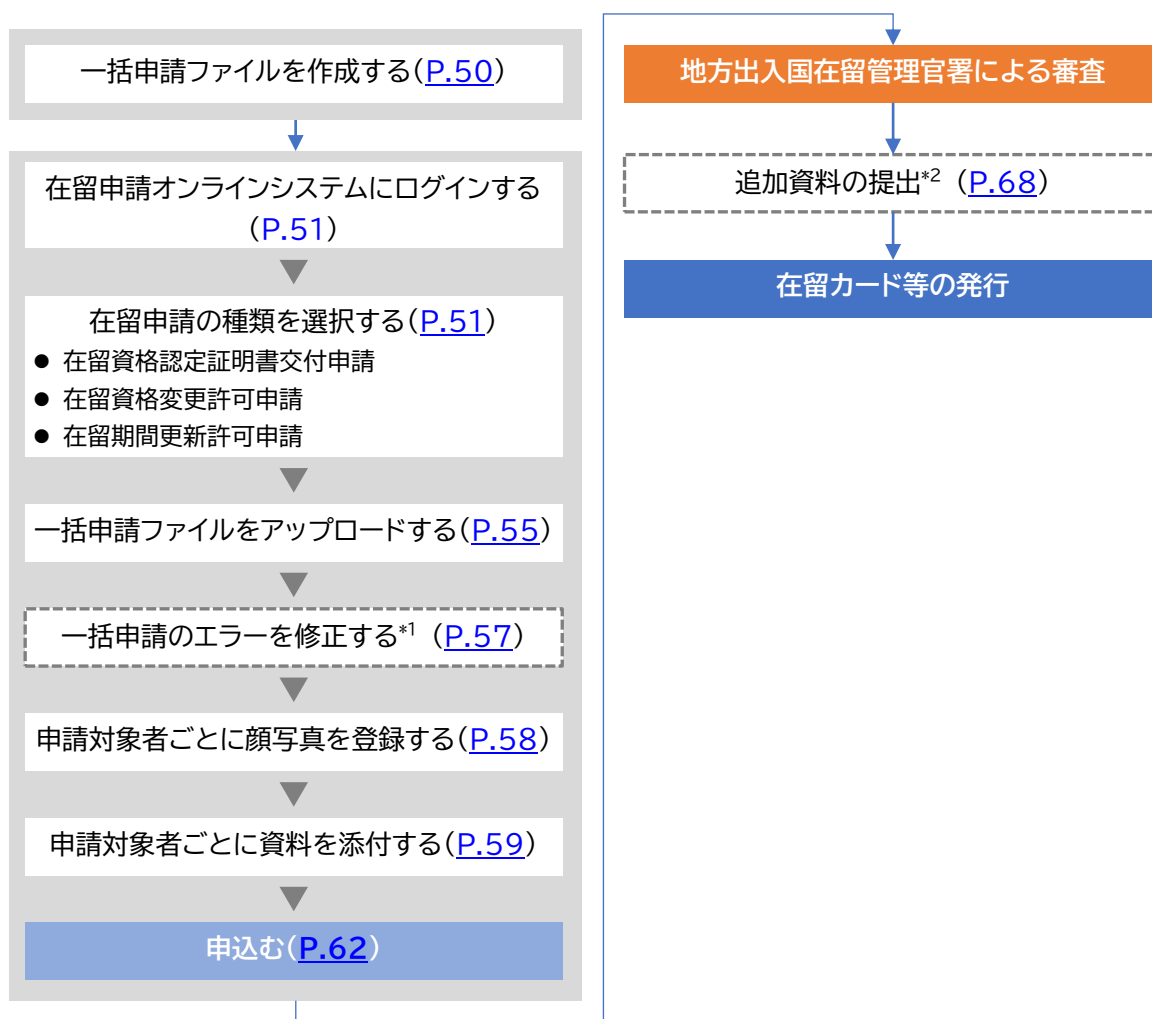 一括申請ファイルを作成する(P.50)
在留申請オンラインシステムにログインする
(P.51)
在留申請の種類を選択する(P.51)
● 在留資格認定証明書交付申請
● 在留資格変更許可申請
● 在留期間更新許可申請
一括申請ファイルをアップロードする(P.55)
一括申請のエラーを修正する*1 (P.57)
申請対象者ごとに顔写真を登録する(P.58)
申請対象者ごとに資料を添付する(P.59)
申込む(P.62)
地方出入国在留管理官署による審査
追加資料の提出*2 (P.68)
在留カード等の発行